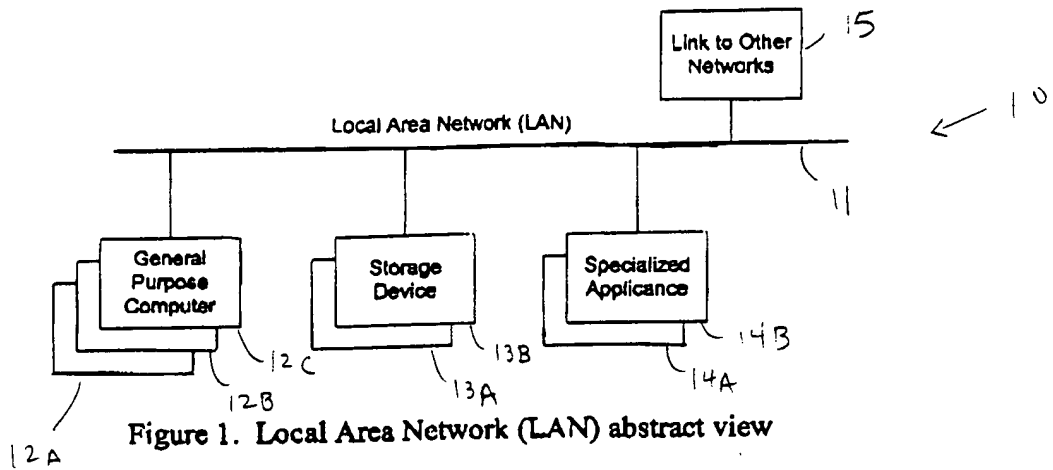 Link to Other
Networks
15
10
Local Area Network (LAN)
11
General
Purpose
Computer
Storage
Device
Specialized
Applicance
12C
13B
14B
12B
13A
14A
12A
Figure 1. Local Area Network (LAN) abstract view